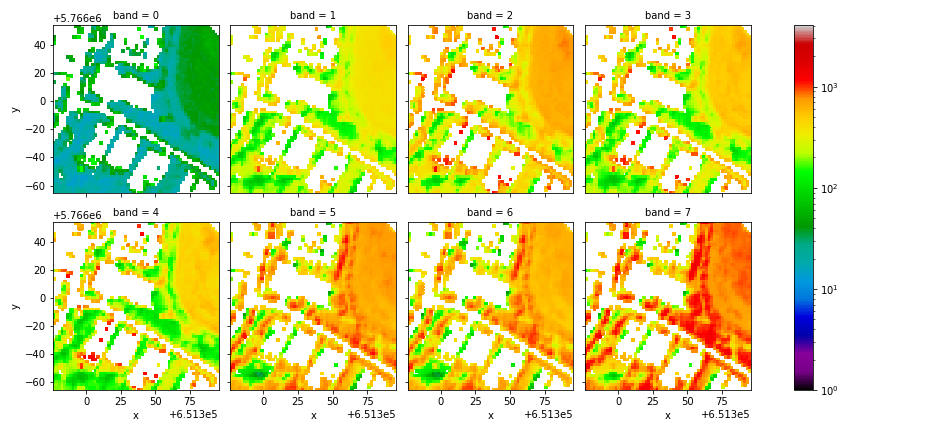 band = 0 band = 1 band = 2 band = 3
+5.766e6
40
20
0
−20
−40
−60
y
band = 4 band = 5 band = 6 band = 7
+5.766e6
40
20
0
−20
−40
−60
y
0 25 50 75 0 25 50 75 0 25 50 75 0 25 50 75
+6.513e5 +6.513e5 +6.513e5 +6.513e5
x x x x
10³
10²
10¹
10⁰